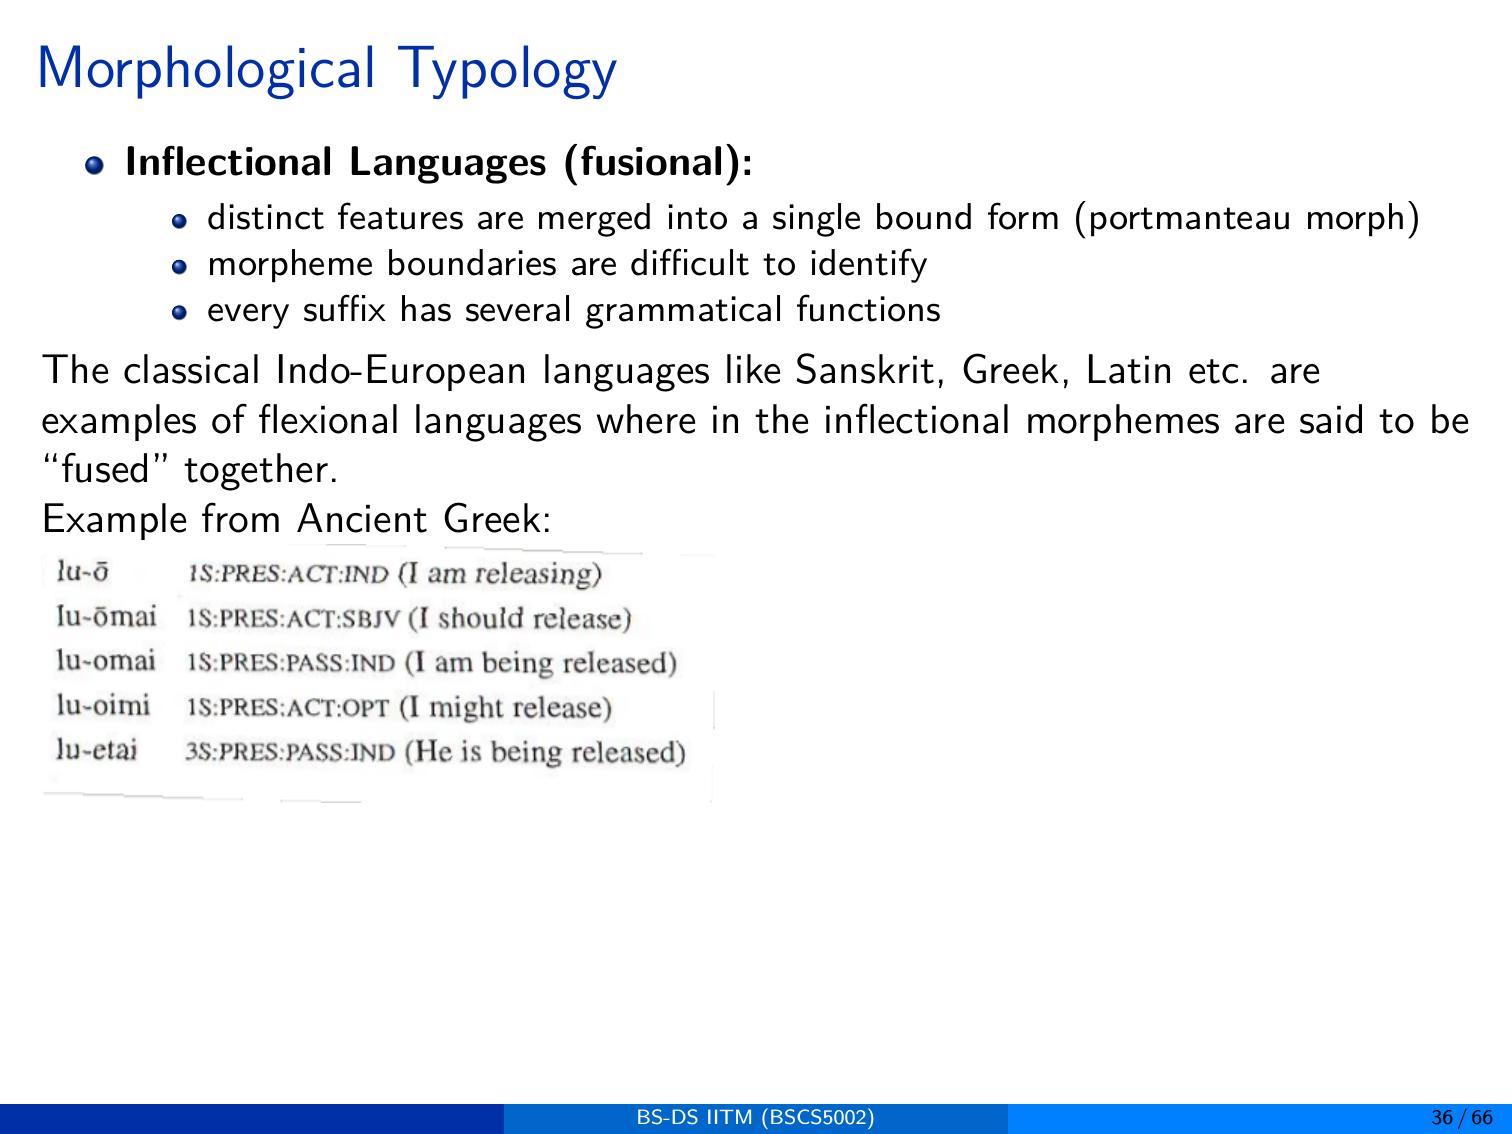 Morphological Typology
Inflectional Languages (fusional):
distinct features are merged into a single bound form (portmanteau morph)
morpheme boundaries are difficult to identify
every suffix has several grammatical functions
The classical Indo-European languages like Sanskrit, Greek, Latin etc. are
examples of flexional languages where in the inflectional morphemes are said to be
“fused” together.
Example from Ancient Greek:
lu-ō 1S:PRES:ACT:IND (I am releasing)
lu-ōmai 1S:PRES:ACT:SBJV (I should release)
lu-omai 1S:PRES:PASS:IND (I am being released)
lu-oimi 1S:PRES:ACT:OPT (I might release)
lu-etai 3S:PRES:PASS:IND (He is being released)
BS-DS IITM (BSCS5002) 36 / 66